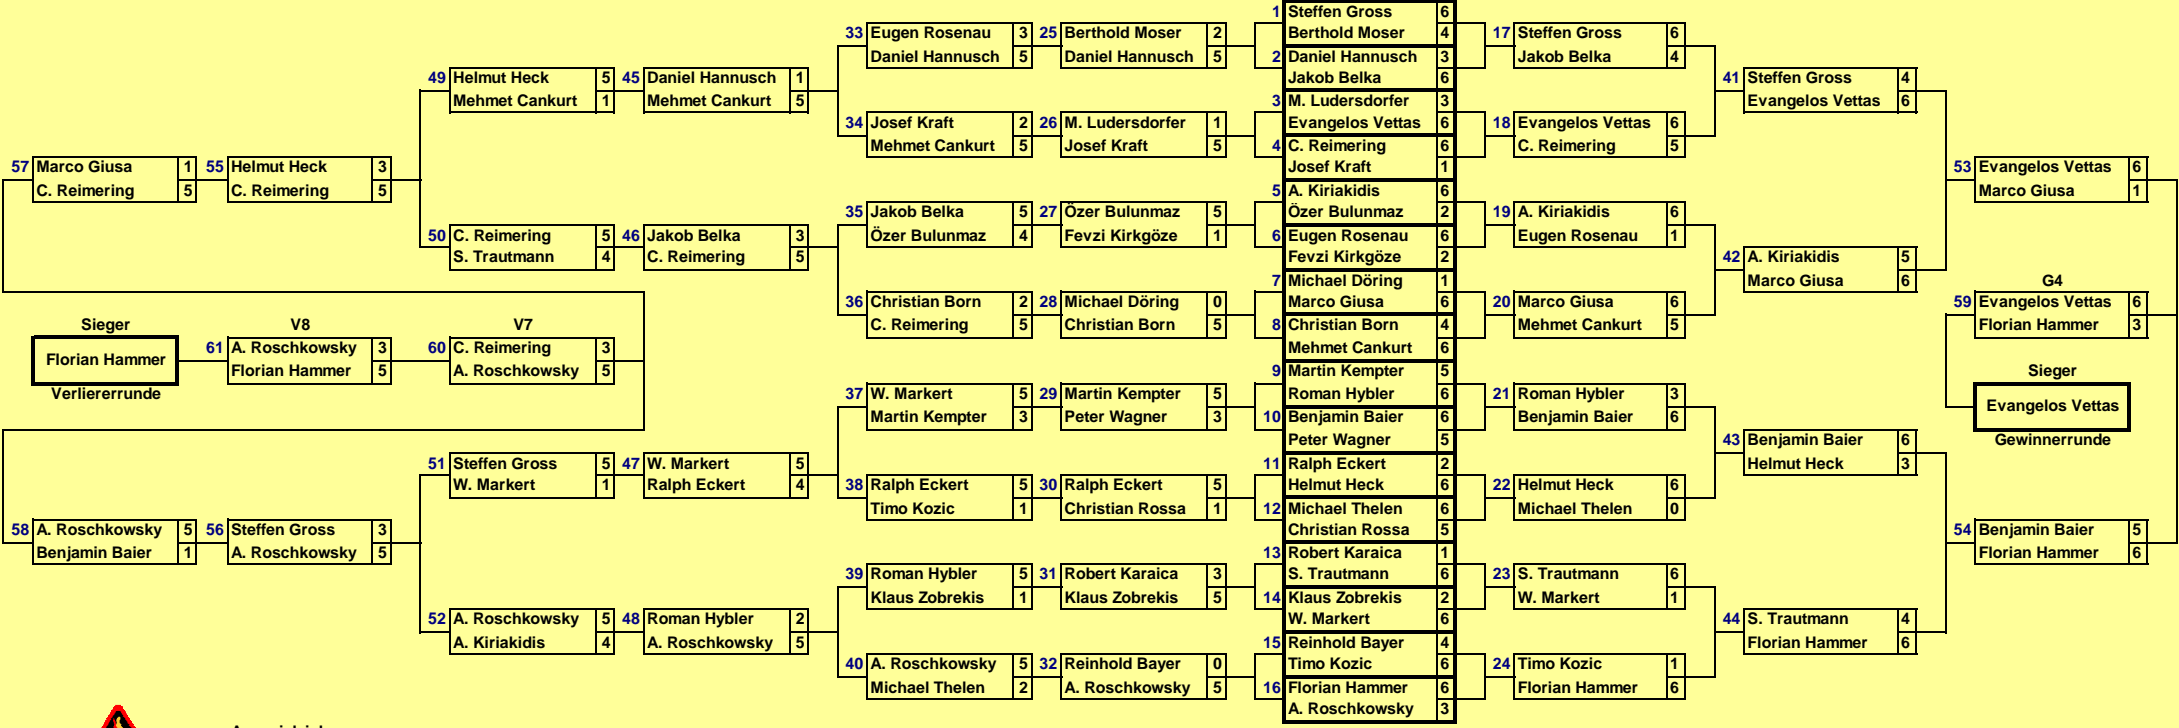 1 Steffen Gross 6
Berthold Moser 4
2 Daniel Hannusch 3
Jakob Belka 6
3 M. Ludersdorfer 3
Evangelos Vettas 6
4 C. Reimering 6
Josef Kraft 1
5 A. Kiriakidis 6
Özer Bulunmaz 2
6 Eugen Rosenau 6
Fevzi Kirkgöze 2
7 Michael Döring 1
Marco Giusa 6
8 Christian Born 4
Mehmet Cankurt 6
9 Martin Kempter 5
Roman Hybler 6
10 Benjamin Baier 6
Peter Wagner 5
11 Ralph Eckert 2
Helmut Heck 6
12 Michael Thelen 6
Christian Rossa 5
13 Robert Karaica 1
S. Trautmann 6
14 Klaus Zobrekis 2
W. Markert 6
15 Reinhold Bayer 4
Timo Kozic 6
16 Florian Hammer 6
A. Roschkowsky 3
17 Steffen Gross 6
Jakob Belka 4
18 Evangelos Vettas 6
C. Reimering 5
19 A. Kiriakidis 6
Eugen Rosenau 1
20 Marco Giusa 6
Mehmet Cankurt 5
21 Roman Hybler 3
Benjamin Baier 6
22 Helmut Heck 6
Michael Thelen 0
23 S. Trautmann 6
W. Markert 1
24 Timo Kozic 1
Florian Hammer 6
25 Berthold Moser 2
Daniel Hannusch 5
26 M. Ludersdorfer 1
Josef Kraft 5
27 Özer Bulunmaz 5
Fevzi Kirkgöze 1
28 Michael Döring 0
Christian Born 5
29 Martin Kempter 5
Peter Wagner 3
30 Ralph Eckert 5
Christian Rossa 1
31 Robert Karaica 3
Klaus Zobrekis 5
32 Reinhold Bayer 0
A. Roschkowsky 5
33 Eugen Rosenau 3
Daniel Hannusch 5
34 Josef Kraft 2
Mehmet Cankurt 5
35 Jakob Belka 5
Özer Bulunmaz 4
36 Christian Born 2
C. Reimering 5
37 W. Markert 5
Martin Kempter 3
38 Ralph Eckert 5
Timo Kozic 1
39 Roman Hybler 5
Klaus Zobrekis 1
40 A. Roschkowsky 5
Michael Thelen 2
41 Steffen Gross 4
Evangelos Vettas 6
42 A. Kiriakidis 5
Marco Giusa 6
43 Benjamin Baier 6
Helmut Heck 3
44 S. Trautmann 4
Florian Hammer 6
45 Daniel Hannusch 1
Mehmet Cankurt 5
46 Jakob Belka 3
C. Reimering 5
47 W. Markert 5
Ralph Eckert 4
48 Roman Hybler 2
A. Roschkowsky 5
49 Helmut Heck 5
Mehmet Cankurt 1
50 C. Reimering 5
S. Trautmann 4
51 Steffen Gross 5
W. Markert 1
52 A. Roschkowsky 5
A. Kiriakidis 4
53 Evangelos Vettas 6
Marco Giusa 1
54 Benjamin Baier 5
Florian Hammer 6
55 Helmut Heck 3
C. Reimering 5
56 Steffen Gross 3
A. Roschkowsky 5
57 Marco Giusa 1
C. Reimering 5
58 A. Roschkowsky 5
Benjamin Baier 1
G4
59 Evangelos Vettas 6
Florian Hammer 3
Sieger
Evangelos Vettas
Gewinnerrunde
V7
60 C. Reimering 3
A. Roschkowsky 5
V8
61 A. Roschkowsky 3
Florian Hammer 5
Sieger
Florian Hammer
Verliererrunde